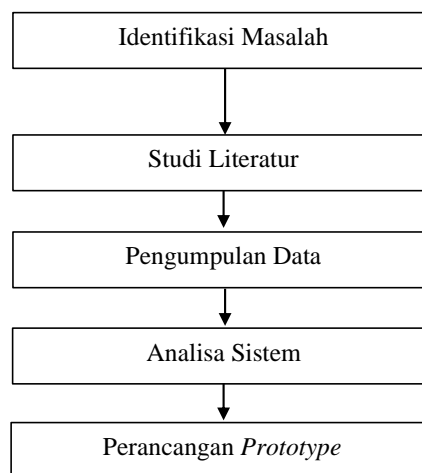 Identifikasi Masalah
Studi Literatur
Pengumpulan Data
Analisa Sistem
Perancangan Prototype